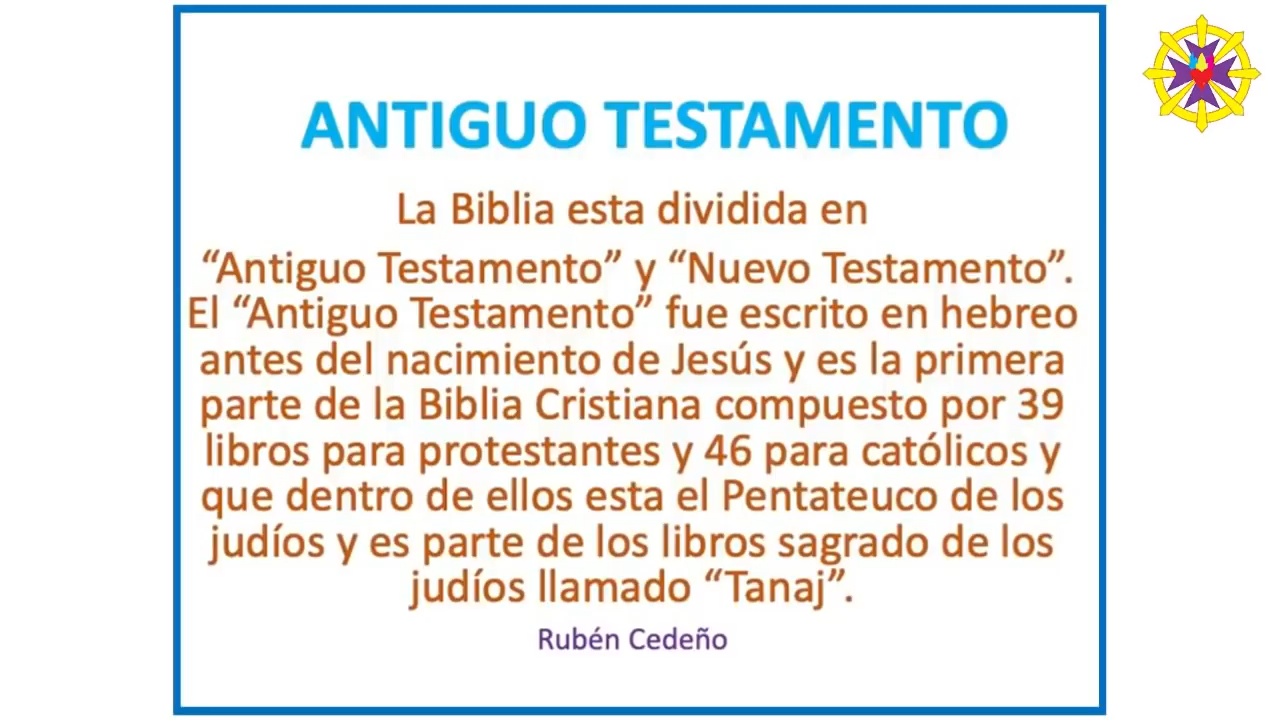 ANTIGUO TESTAMENTO
La Biblia esta dividida en
“Antiguo Testamento” y “Nuevo Testamento”.
El “Antiguo Testamento” fue escrito en hebreo
antes del nacimiento de Jesús y es la primera
parte de la Biblia Cristiana compuesto por 39
libros para protestantes y 46 para católicos y
que dentro de ellos esta el Pentateuco de los
judíos y es parte de los libros sagrado de los
judíos llamado “Tanaj”.
Rubén Cedeño